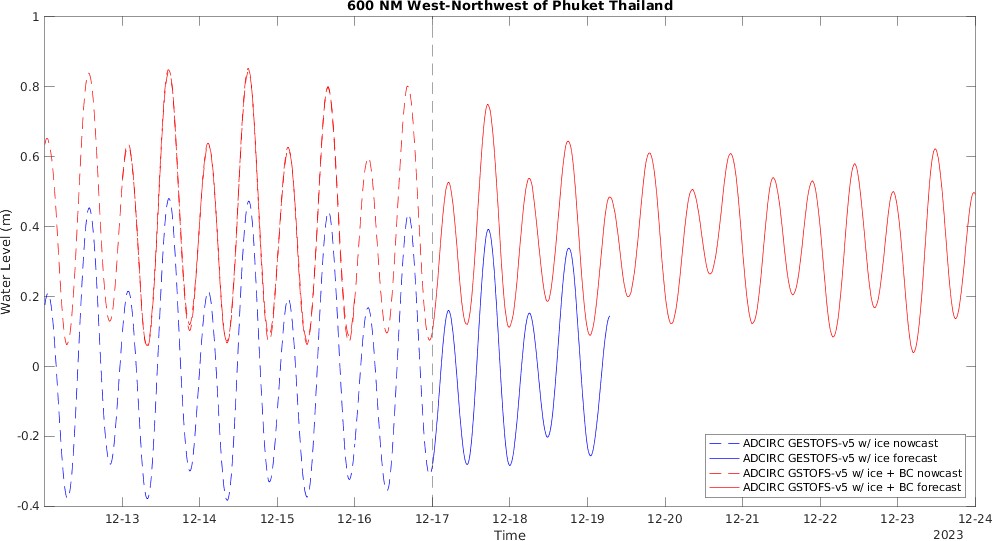 600 NM West-Northwest of Phuket Thailand
1
0.8
0.6
0.4
0.2
0
-0.2
-0.4
Water Level (m)
ADCIRC GESTOFS-v5 w/ ice nowcast
ADCIRC GESTOFS-v5 w/ ice forecast
ADCIRC GSTOFS-v5 w/ ice + BC nowcast
ADCIRC GSTOFS-v5 w/ ice + BC forecast
12-13 12-14 12-15 12-16 12-17 12-18 12-19 12-20 12-21 12-22 12-23 12-24
Time
2023